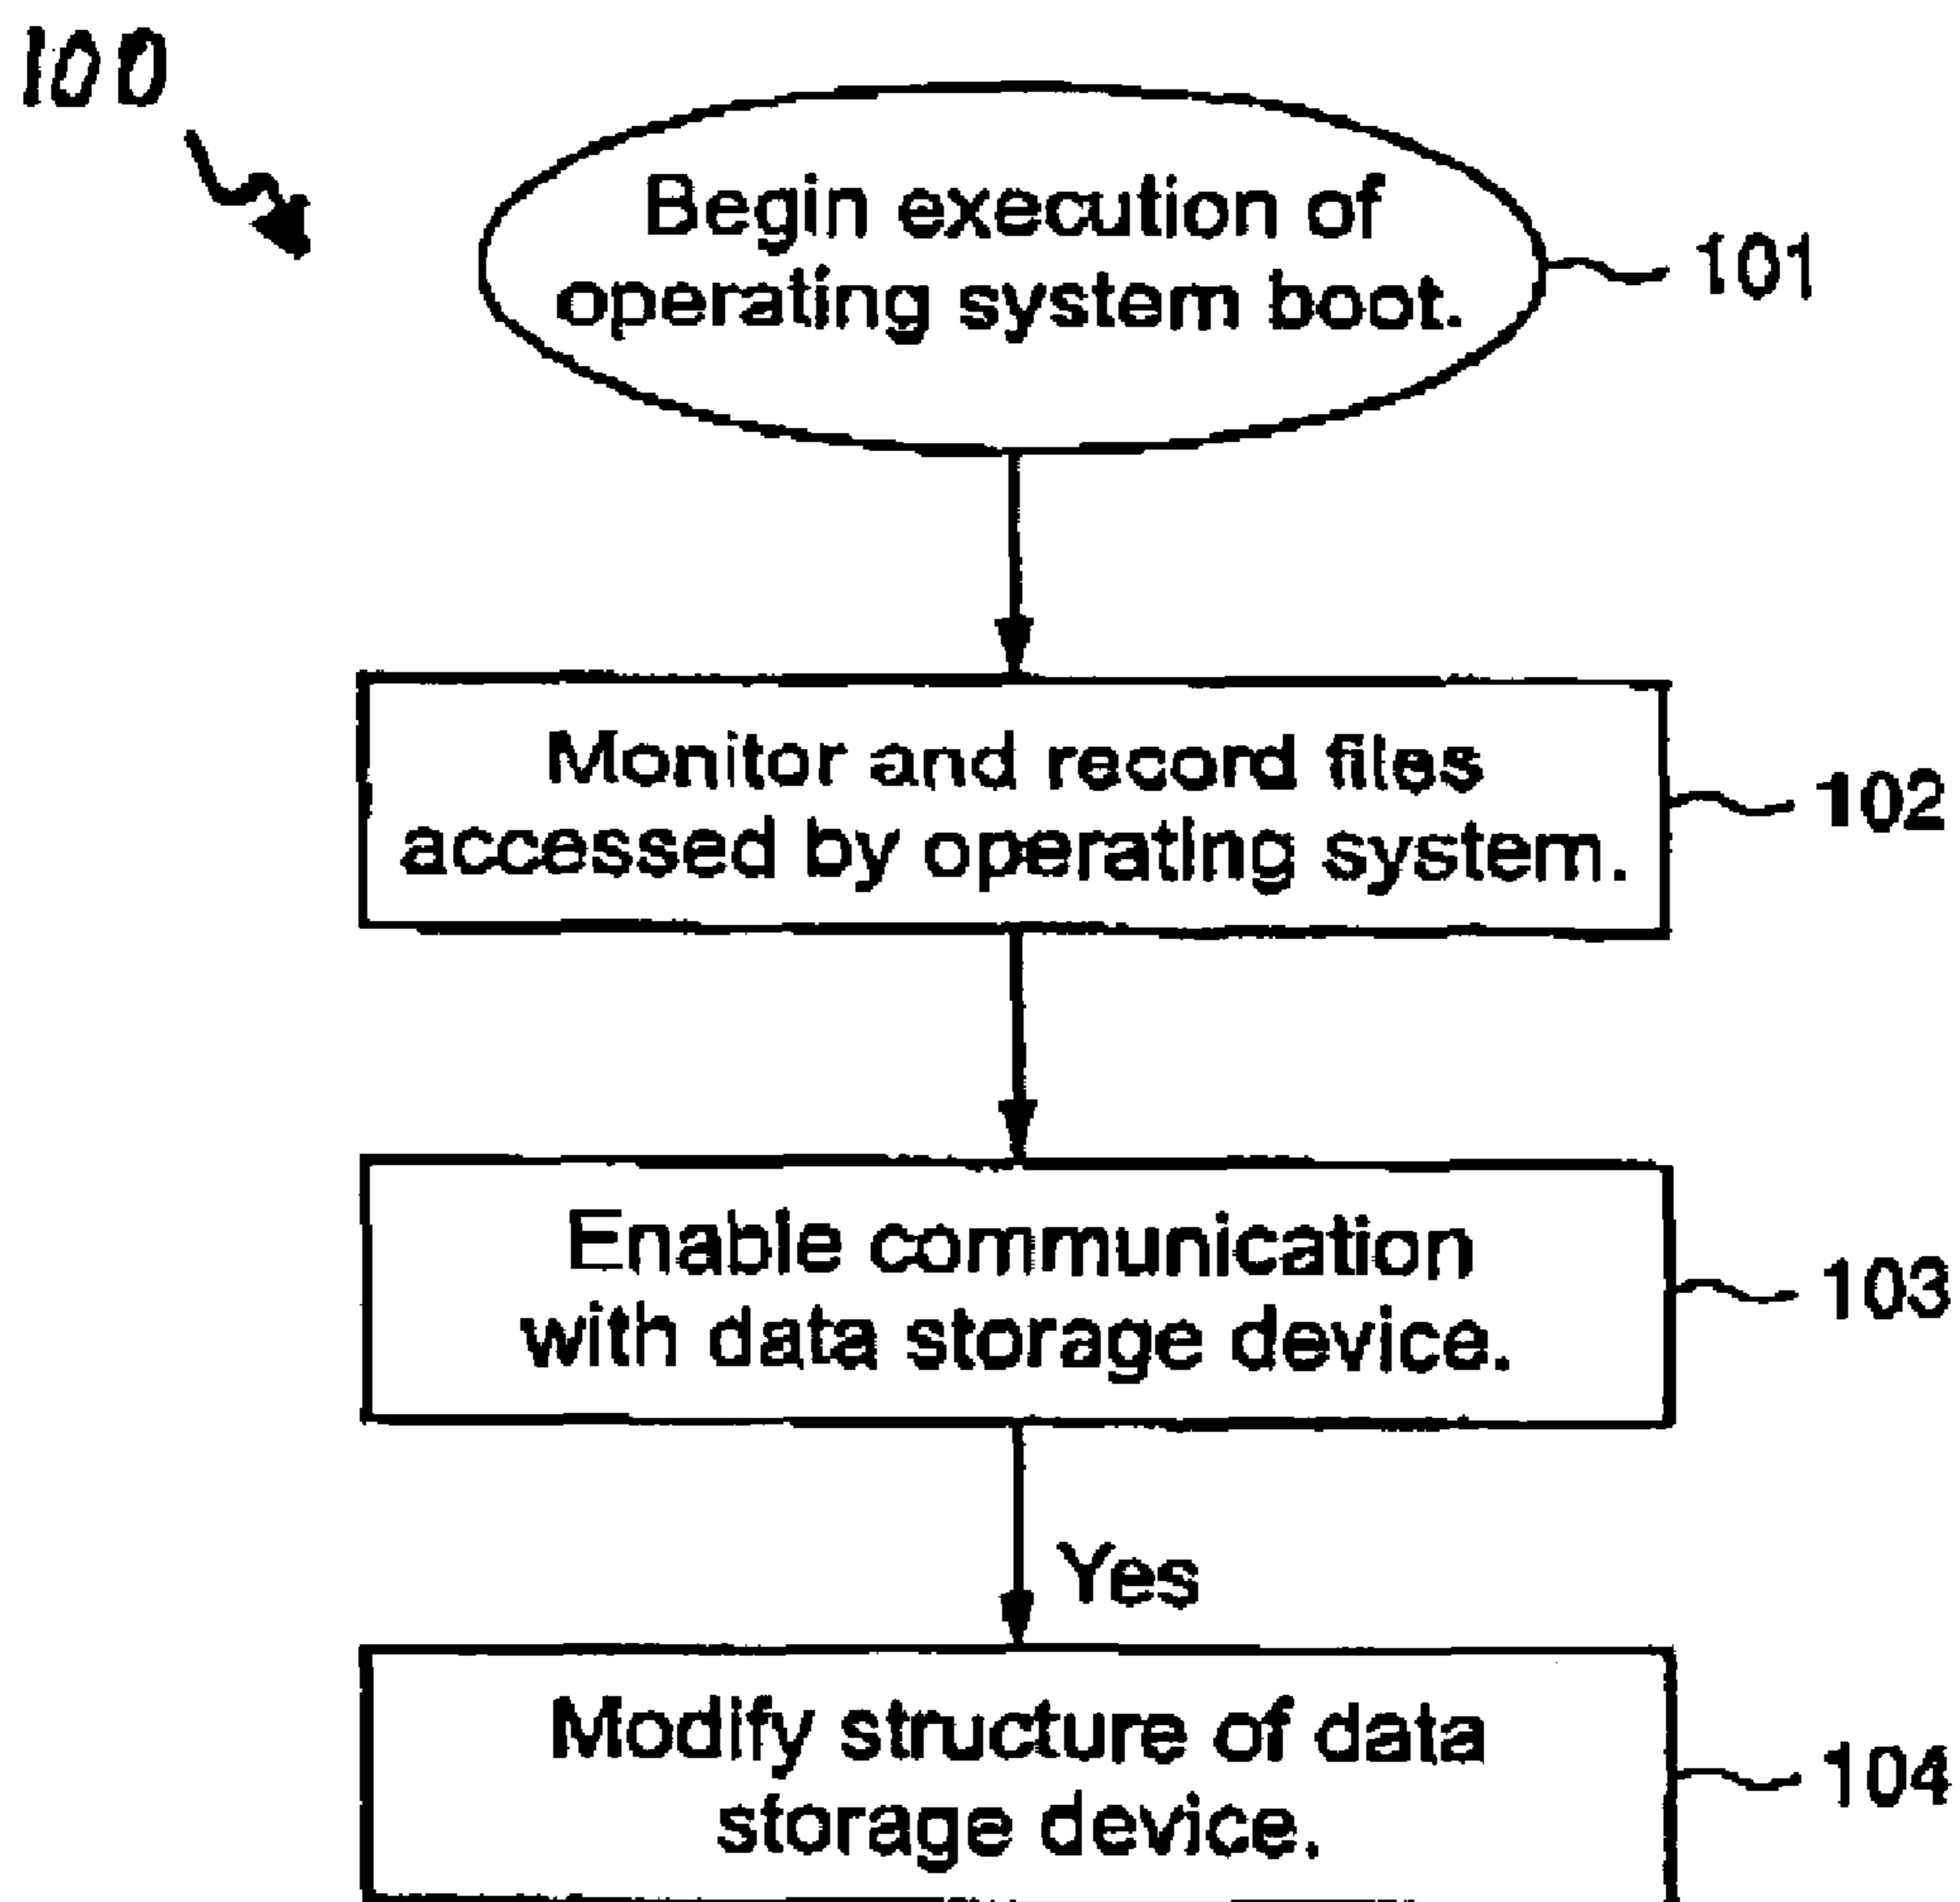 100
Begin execution of
operating system boot.
101
Monitor and record files
accessed by operating system.
102
Enable communication
with data storage device.
103
Yes
Modify structure of data
storage device.
104